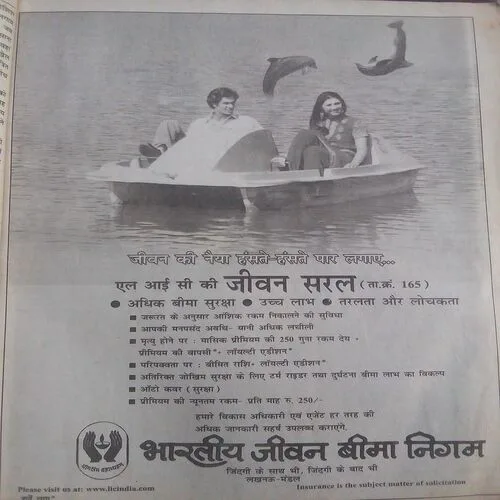 जीवन की नैया हंसते-हंसते पार लगाए...
एल आई सी की जीवन सरल (ता.क्रं. 165)
● अधिक बीमा सुरक्षा ● उच्च लाभ ● तरलता और लोचकता
■ जरूरत के अनुसार आंशिक रकम निकालने की सुविधा
■ आपकी मनपसंद अवधि- यानी अधिक लचीली
■ मृत्यु होने पर : मासिक प्रीमियम की 250 गुना रकम देय +
प्रीमियम की वापसी*+ लॉयल्टी एडीशन*
■ परिपक्वता पर : बीमित राशि+ लॉयल्टी एडीशन*
■ अतिरिक्त जोखिम सुरक्षा के लिए टर्म राइडर तथा दुर्घटना बीमा लाभ का विकल्प
■ ऑटो कवर (सुरक्षा)
■ प्रीमियम की न्यूनतम रकम- प्रति माह रु. 250/-
हमारे विकास अधिकारी एवं एजेंट हर तरह की
अधिक जानकारी सहर्ष उपलब्ध कराएंगे.
भारतीय जीवन बीमा निगम
जिंदगी के साथ भी, जिंदगी के बाद भी
लखनऊ-मंडल
Please visit us at: www.licindia.com
Insurance is the subject matter of solicitation